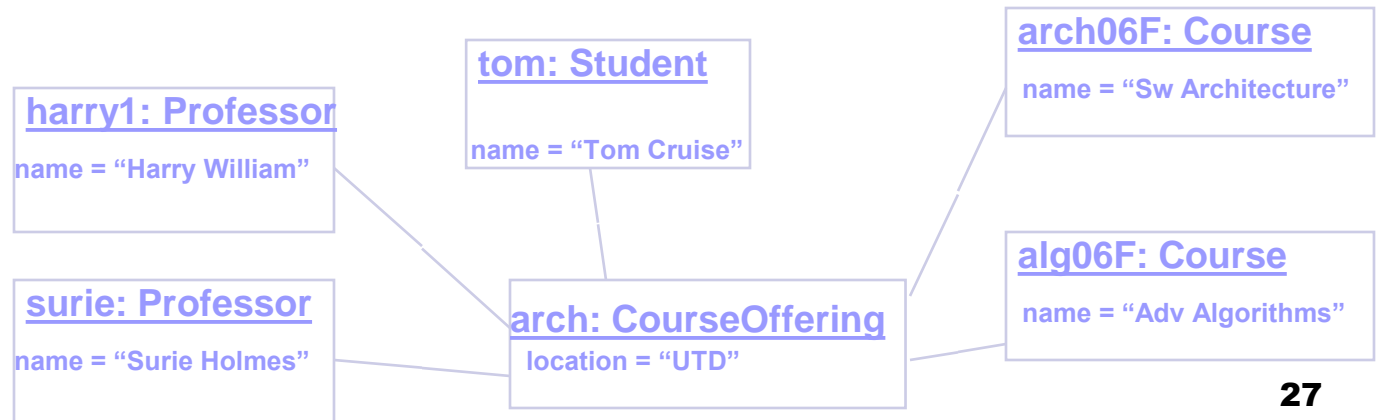 harry1: Professor
name = “Harry William”
tom: Student
name = “Tom Cruise”
arch06F: Course
name = “Sw Architecture”
surie: Professor
name = “Surie Holmes”
arch: CourseOffering
location = “UTD”
alg06F: Course
name = “Adv Algorithms”
27